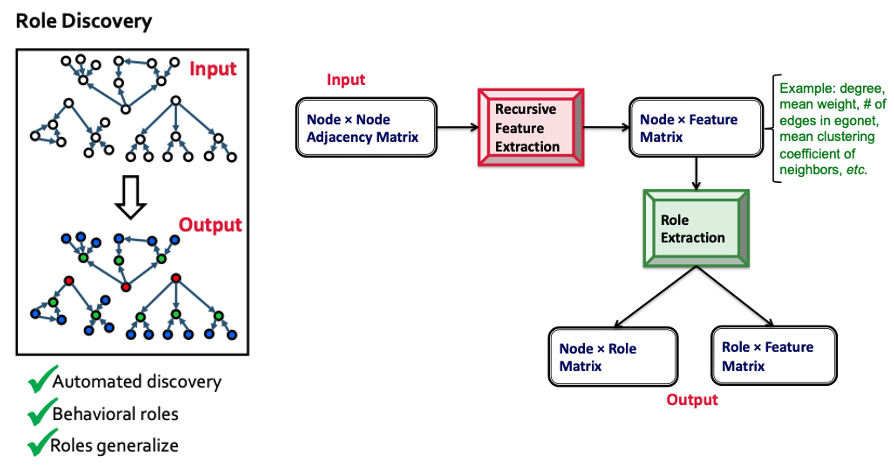 Role Discovery
Input
Output
Automated discovery
Behavioral roles
Roles generalize
Input
Node × Node
Adjacency Matrix
Recursive
Feature
Extraction
Node × Feature
Matrix
Example: degree,
mean weight, # of
edges in egonet,
mean clustering
coefficient of
neighbors, etc.
Role
Extraction
Node × Role
Matrix
Role × Feature
Matrix
Output